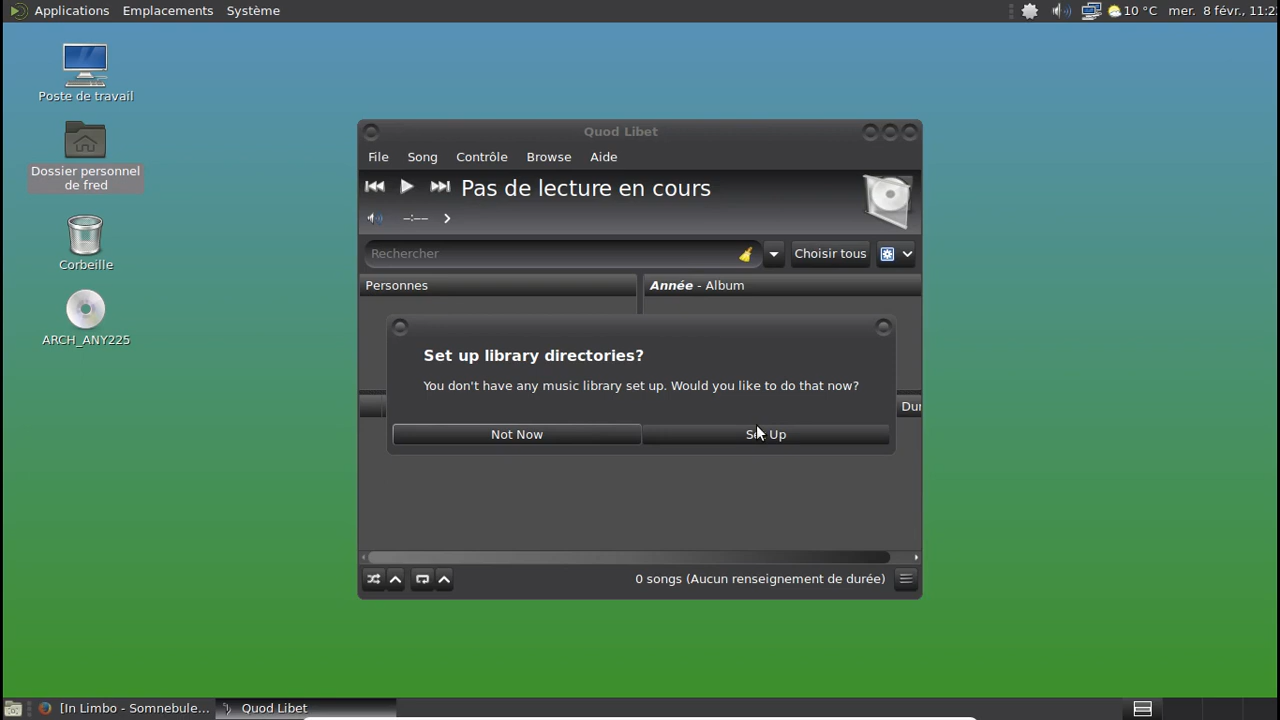 Applications Emplacements Système 10 °C mer. 8 févr., 11:2
Poste de travail
Dossier personnel
de fred
Corbeille
ARCH_ANY225
Quod Libet
File Song Contrôle Browse Aide
Pas de lecture en cours
-:--
Rechercher Choisir tous
Personnes Année - Album
Set up library directories?
You don't have any music library set up. Would you like to do that now?
Dur
Not Now Set Up
0 songs (Aucun renseignement de durée)
[In Limbo - Somnebule... Quod Libet